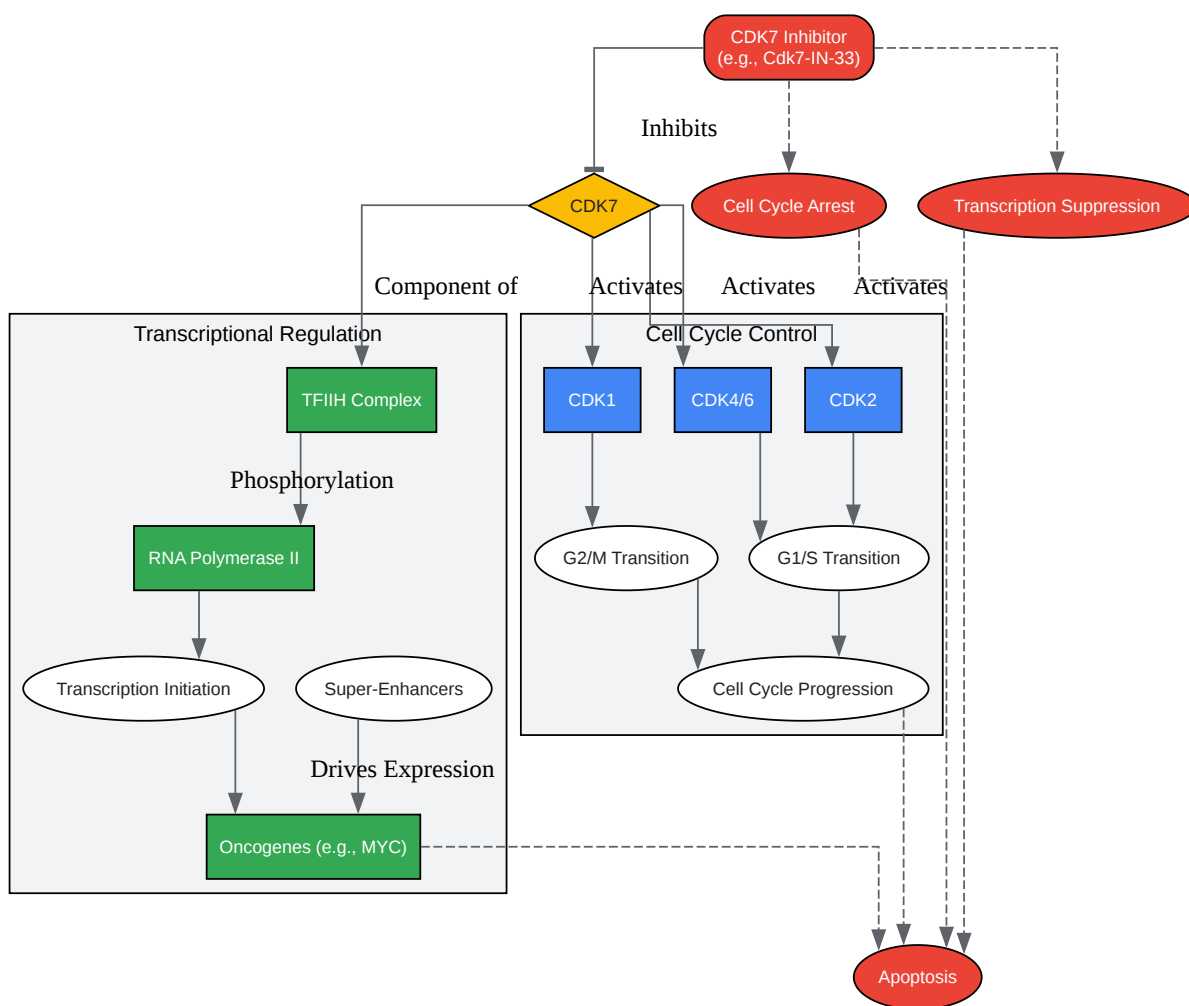 CDK7 Inhibitor
(e.g., Cdk7-IN-33)
Inhibits
CDK7
Cell Cycle Arrest
Transcription Suppression
Component of
Activates
Activates
Activates
Transcriptional Regulation
Cell Cycle Control
TFIIH Complex
CDK1
CDK4/6
CDK2
Phosphorylation
RNA Polymerase II
G2/M Transition
G1/S Transition
Transcription Initiation
Super-Enhancers
Cell Cycle Progression
Drives Expression
Oncogenes (e.g., MYC)
Apoptosis